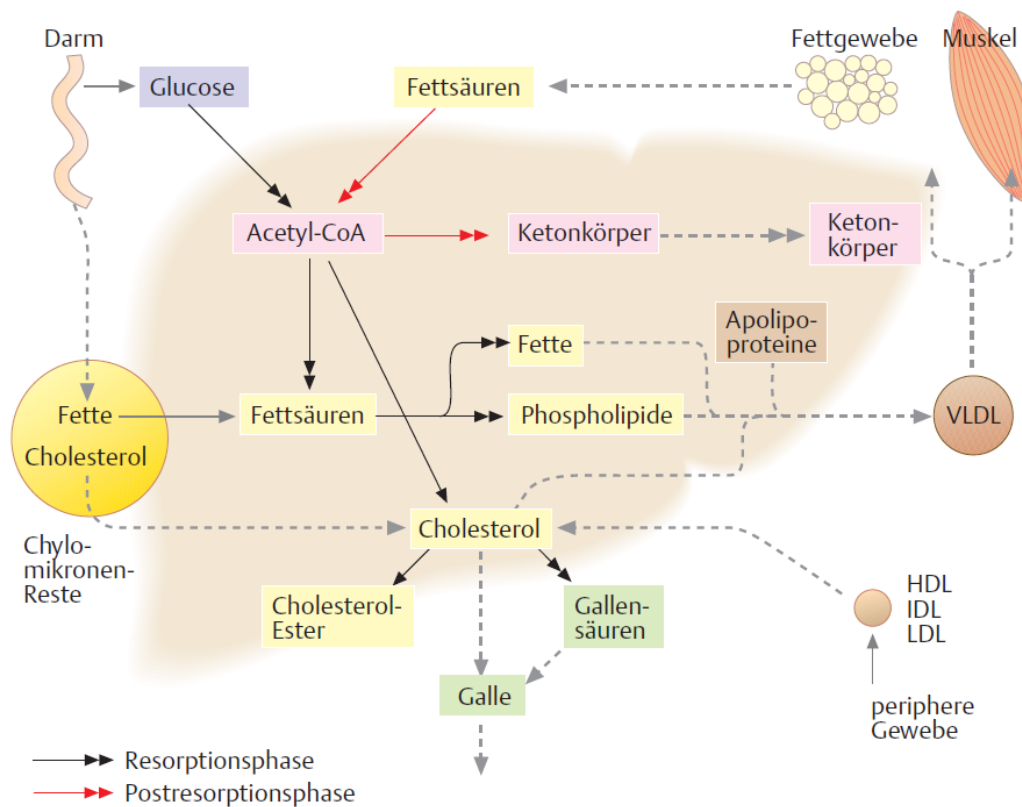 Darm
Fettgewebe
Muskel
Glucose
Fettsäuren
Acetyl-CoA
Ketonkörper
Keton-
körper
Apolipo-
proteine
Fette
Fette
Fettsäuren
Phospholipide
VLDL
Cholesterol
Cholesterol
Chylo-
mikronen-
Reste
Cholesterol-
Ester
Gallen-
säuren
HDL
IDL
LDL
Galle
periphere
Gewebe
Resorptionsphase
Postresorptionsphase